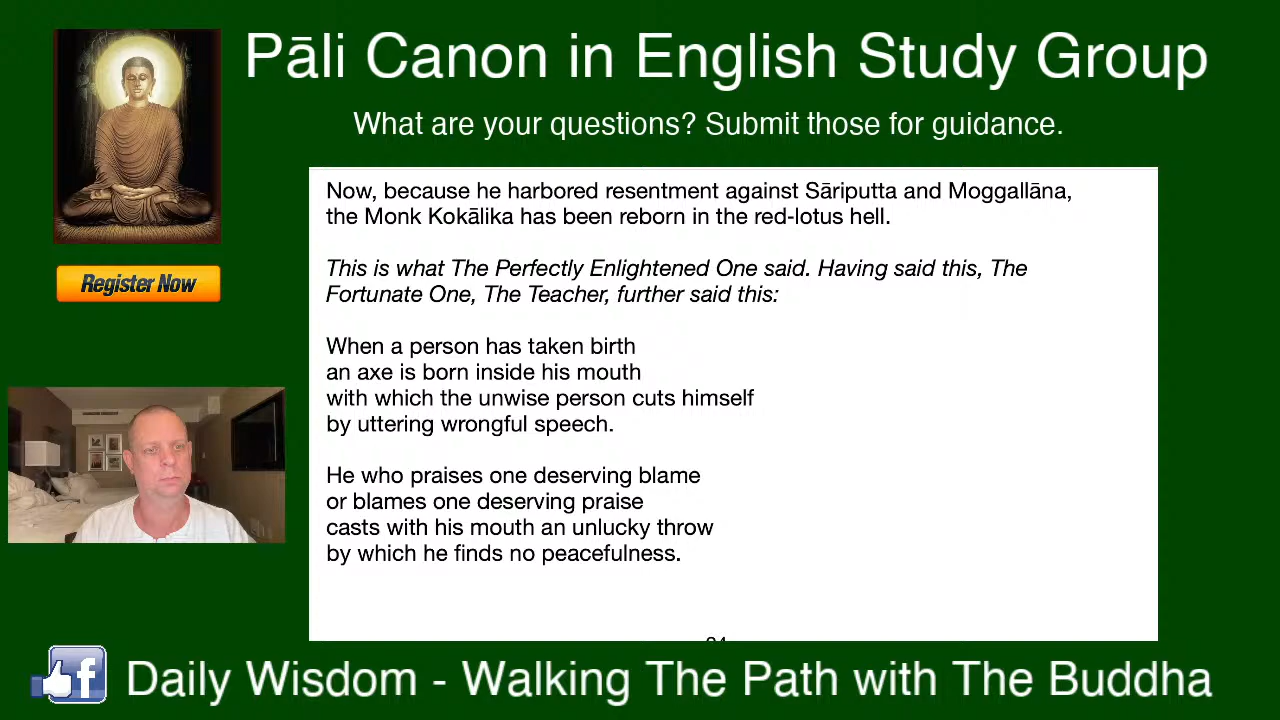 Pāli Canon in English Study Group
What are your questions? Submit those for guidance.
Now, because he harbored resentment against Sāriputta and Moggallāna,
the Monk Kokālika has been reborn in the red-lotus hell.
This is what The Perfectly Enlightened One said. Having said this, The
Fortunate One, The Teacher, further said this:
When a person has taken birth
an axe is born inside his mouth
with which the unwise person cuts himself
by uttering wrongful speech.
He who praises one deserving blame
or blames one deserving praise
casts with his mouth an unlucky throw
by which he finds no peacefulness.
Register Now
f
Daily Wisdom - Walking The Path with The Buddha